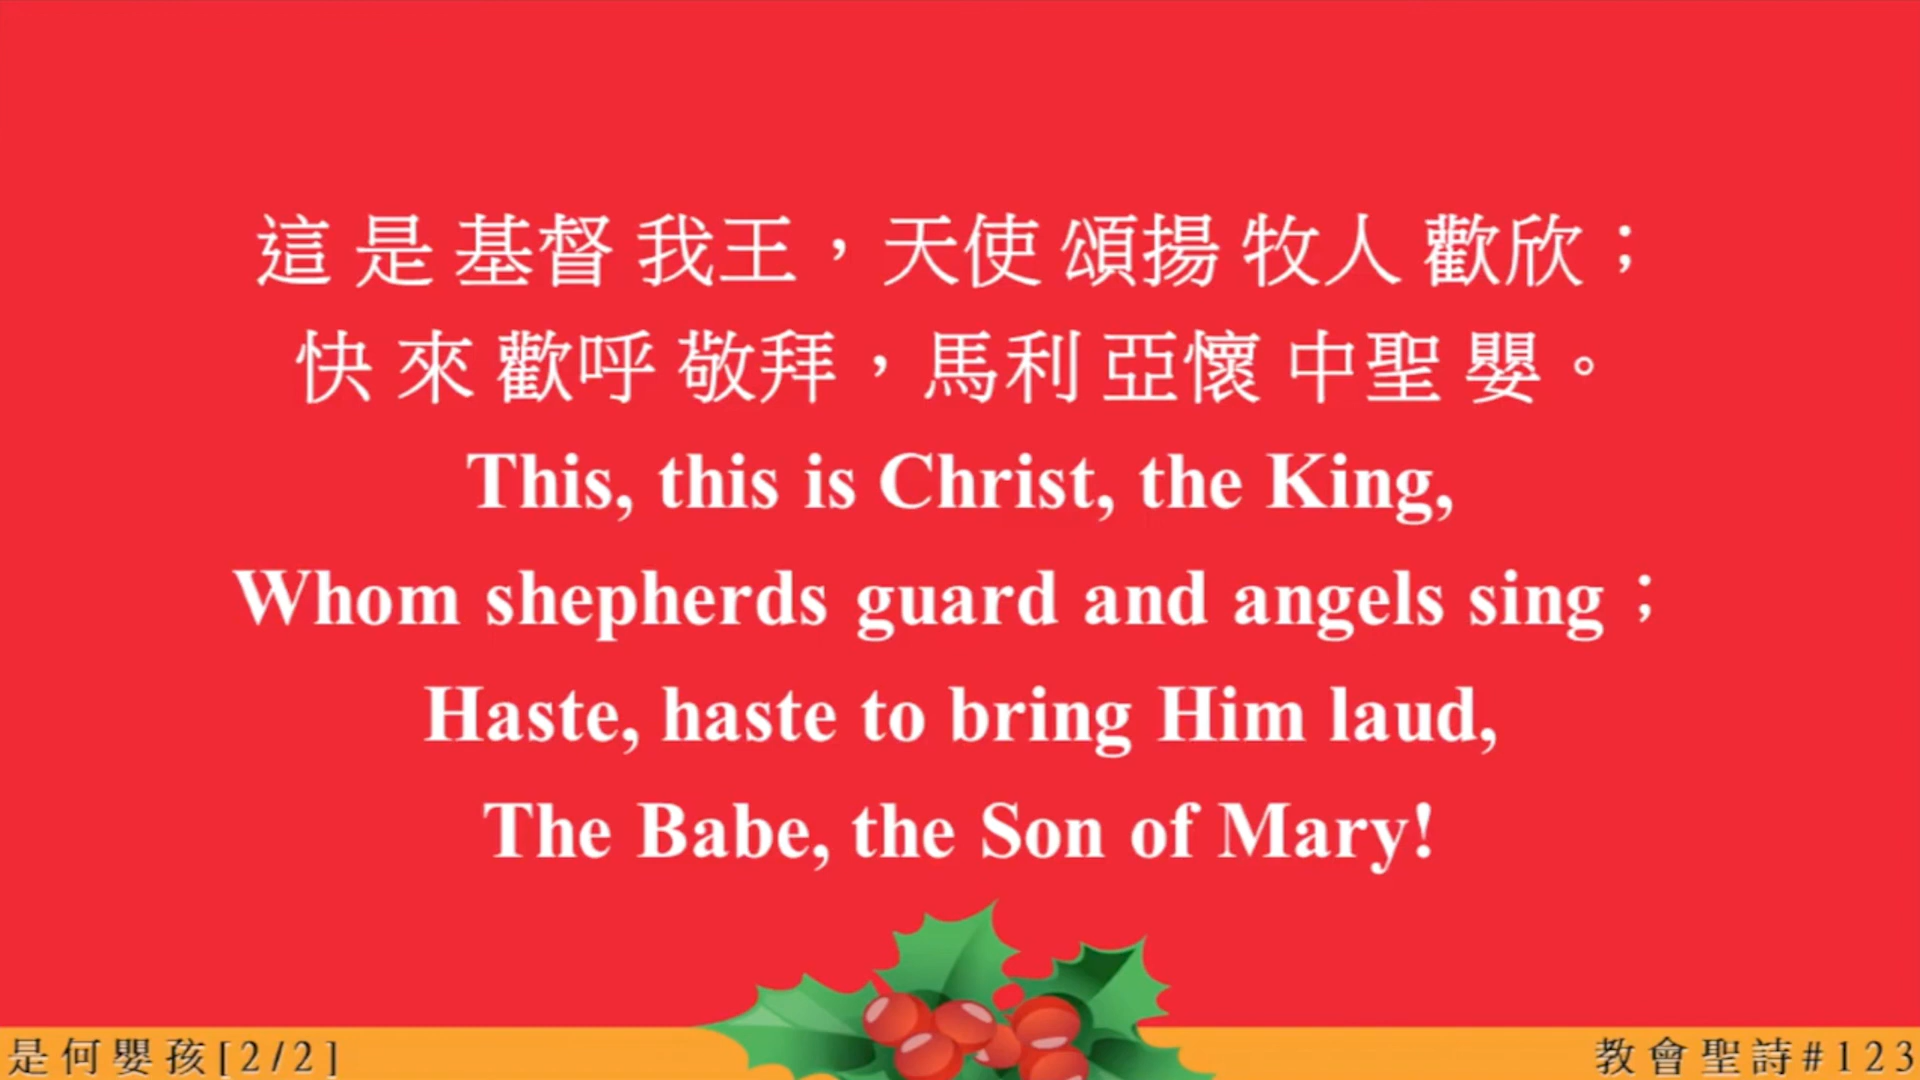 這是基督我王，天使頌揚牧人歡欣；
快來歡呼敬拜，馬利亞懷中聖嬰。
This, this is Christ, the King,
Whom shepherds guard and angels sing；
Haste, haste to bring Him laud,
The Babe, the Son of Mary!
是何嬰孩[2/2]
教會聖詩#123